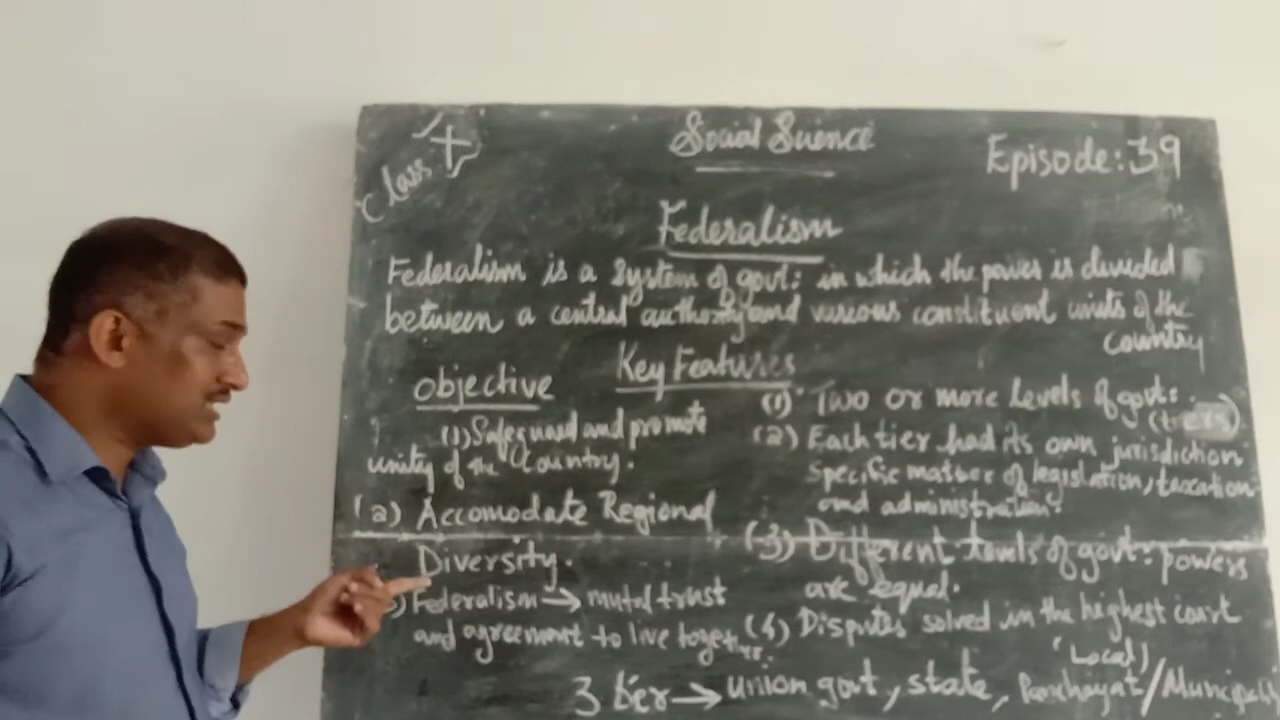 Class X
Social Science
Episode: 39
Federalism
Federalism is a system of govt: in which the power is divided
between a central authority and various constituent units of the
country
Key Features
objective
(1) Safeguard and promote
unity of the Country.
(2) Accomodate Regional
Diversity.
3) Federalism → mutal trust
and agreement to live together.
(1) Two or more levels of govt:
(tiers)
(2) Each tier had its own jurisdiction
specific matter of legislation, taxation
and administration.
(3) Different levels of govt: powers
are equal.
(4) Disputes solved in the highest court
(Local)
3 tier → union govt, state, Panchayat/Municipali